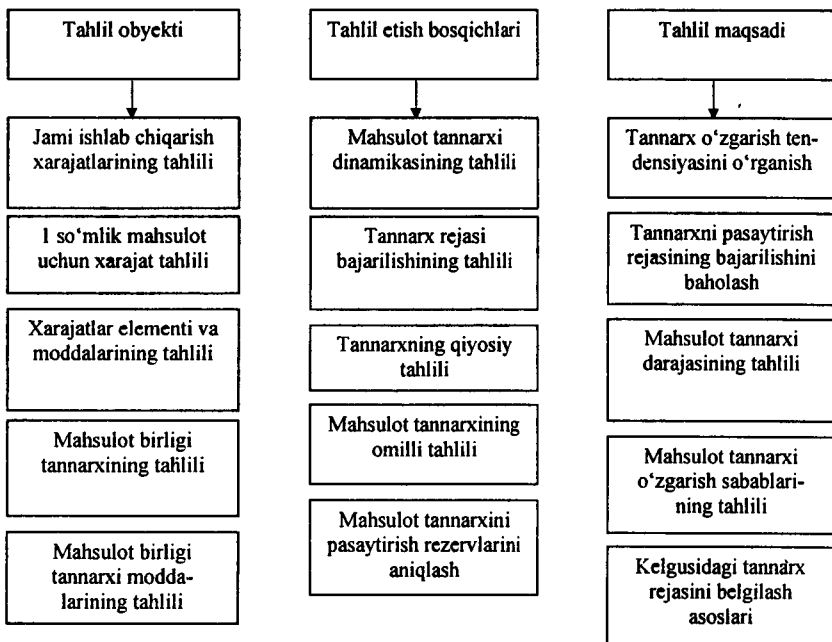 Tahlil obyekti
Jami ishlab chiqarish
xarajatlarining tahlili
1 so‘mlik mahsulot
uchun xarajat tahlili
Xarajatlar elementi va
moddalarining tahlili
Mahsulot birligi
tannarxining tahlili
Mahsulot birligi
tannarxi modda-
larining tahlili
Tahlil etish bosqichlari
Mahsulot tannarxi
dinamikasining tahlili
Tannarx rejasi
bajarilishining tahlili
Tannarxning qiyosiy
tahlili
Mahsulot tannarxining
omilli tahlili
Mahsulot tannarxini
pasaytirish rezervlarini
aniqlash
Tahlil maqsadi
Tannarx o‘zgarish ten-
densiyasini o‘rganish
Tannarxni pasaytirish
rejasining bajarilishini
baholash
Mahsulot tannarxi
darajasining tahlili
Mahsulot tannarxi
o‘zgarish sabablari-
ning tahlili
Kelgusidagi tannarx
rejasini belgilash
asoslari